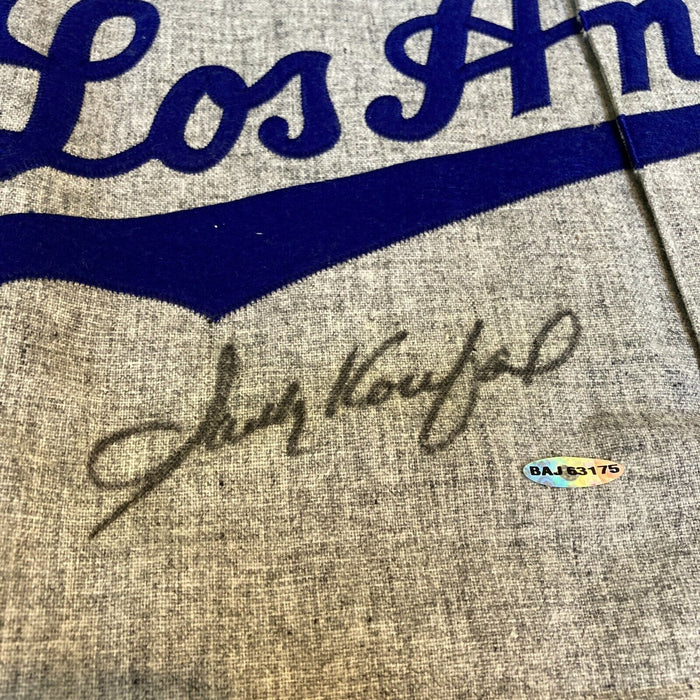 Los An
Sandy Koufax
BAJ 63175